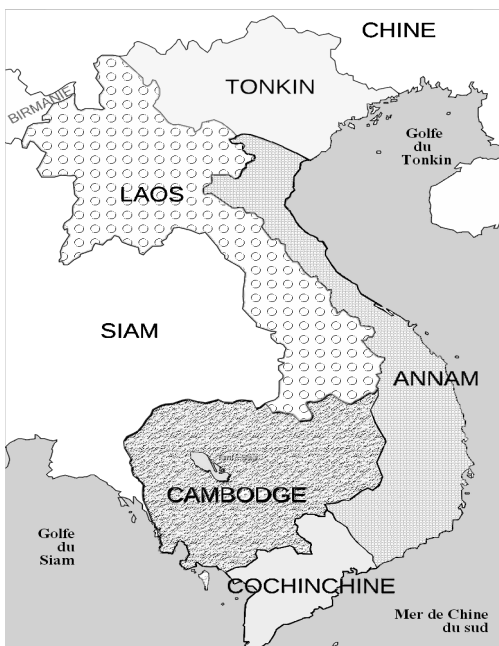 CHINE
TONKIN
BIRMANIE
Golfe
du
Tonkin
LAOS
SIAM
ANNAM
CAMBODGE
Golfe
du
Siam
COCHINCHINE
Mer de Chine
du sud